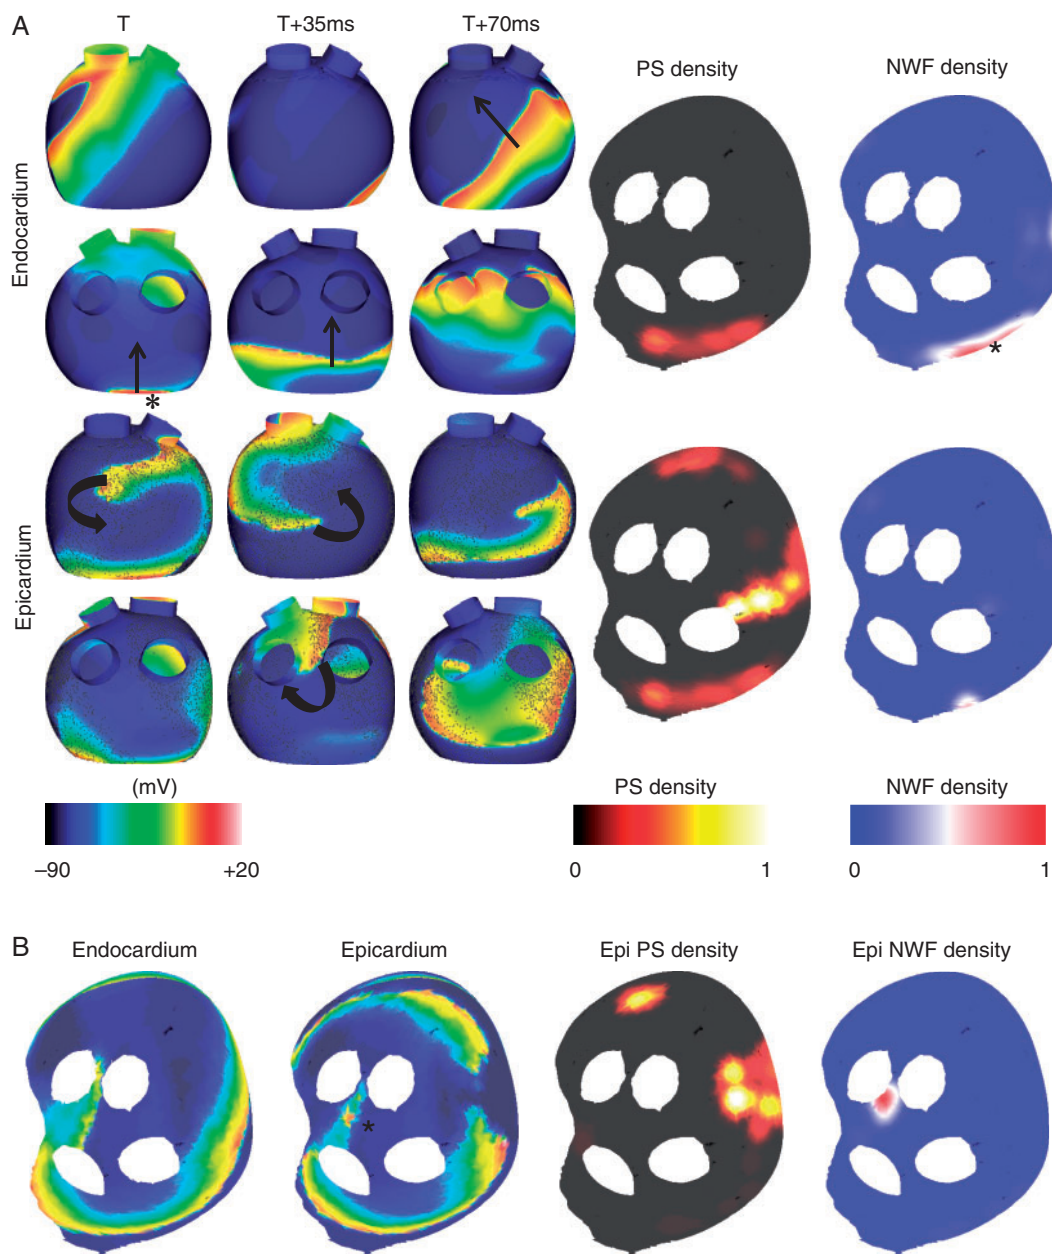 A
T
T+35ms
T+70ms
PS density
NWF density
Endocardium
*
*
Epicardium
(mV)
–90
+20
PS density
0
1
NWF density
0
1
B
Endocardium
Epicardium
Epi PS density
Epi NWF density
*